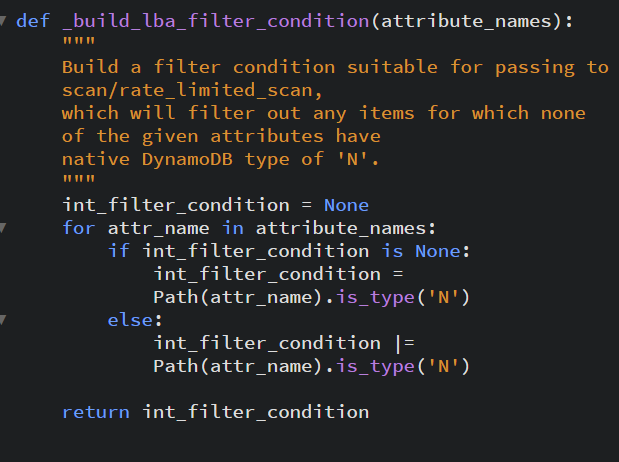 def _build_lba_filter_condition(attribute_names):
    """
    Build a filter condition suitable for passing to
    scan/rate_limited_scan,
    which will filter out any items for which none
    of the given attributes have
    native DynamoDB type of 'N'.
    """
    int_filter_condition = None
    for attr_name in attribute_names:
        if int_filter_condition is None:
            int_filter_condition =
            Path(attr_name).is_type('N')
        else:
            int_filter_condition |=
            Path(attr_name).is_type('N')
    return int_filter_condition